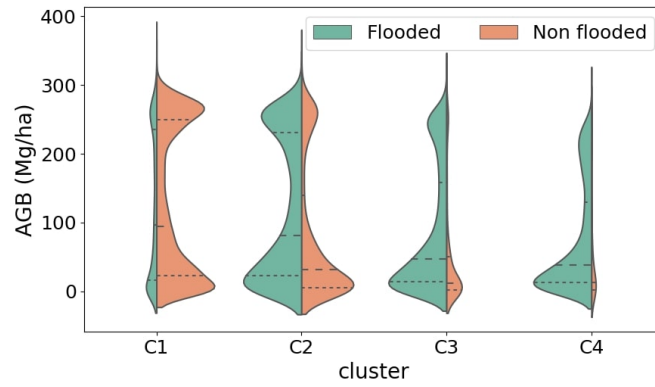 400
300
200
100
0
AGB (Mg/ha)
Flooded Non flooded
C1 C2 C3 C4
cluster